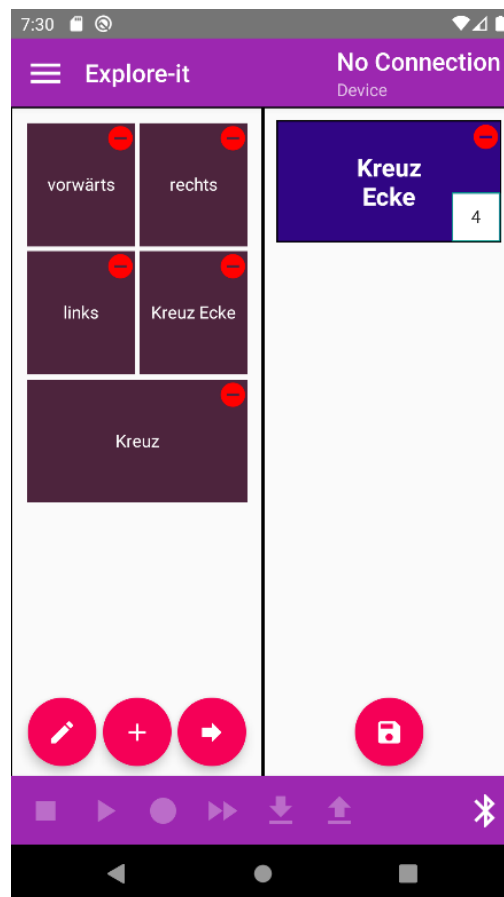 7:30
Explore-it
No Connection
Device
vorwärts
rechts
links
Kreuz Ecke
Kreuz
Kreuz
Ecke
4